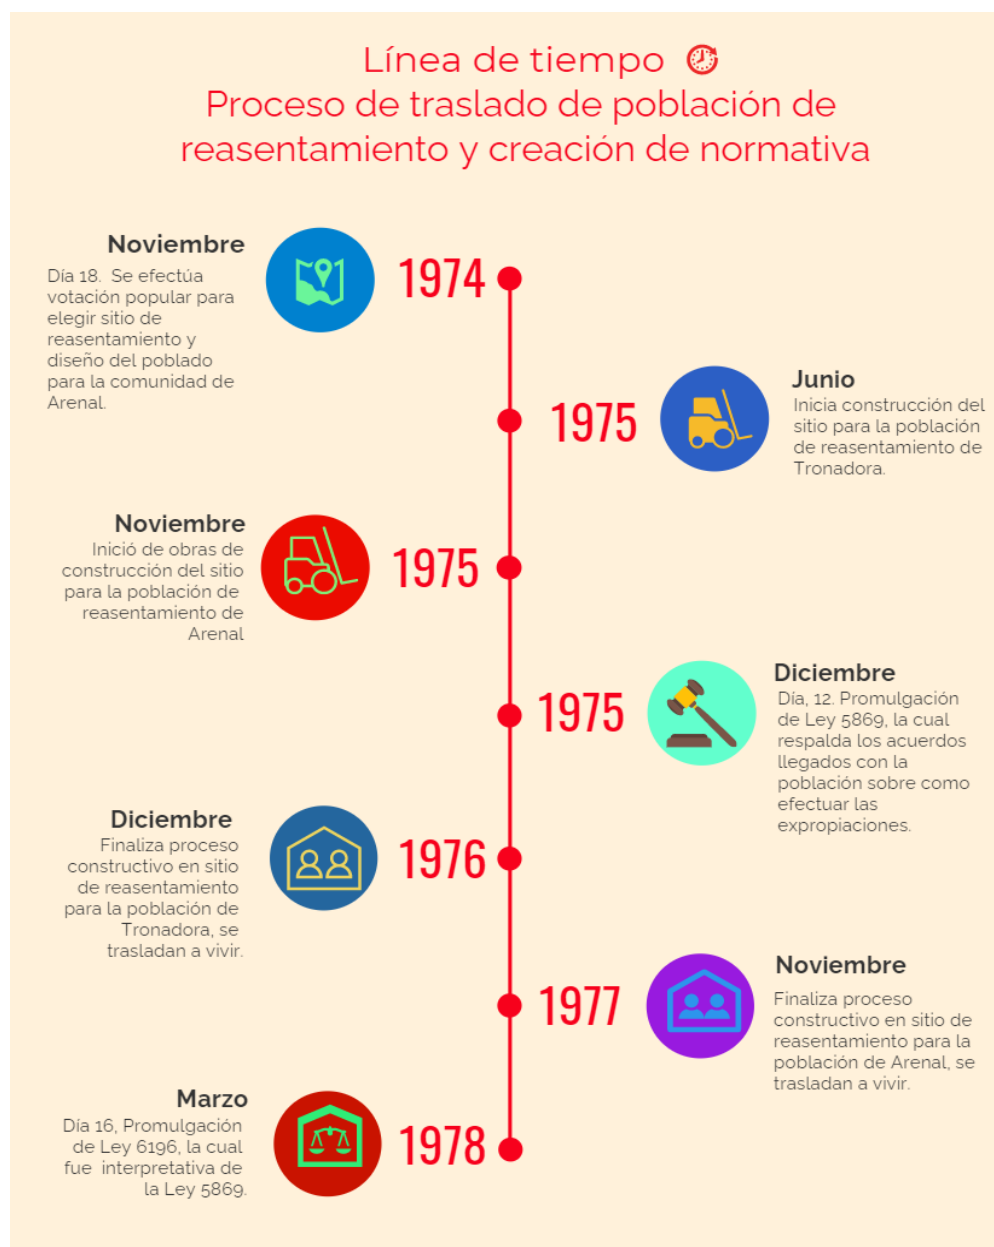 Línea de tiempo
Proceso de traslado de población de
reasentamiento y creación de normativa
Noviembre
Día 18. Se efectúa
votación popular para
elegir sitio de
reasentamiento y
diseño del poblado
para la comunidad de
Arenal.
1974
1975
Junio
Inicia construcción del
sitio para la población
de reasentamiento de
Tronadora.
Noviembre
Inició de obras de
construcción del sitio
para la población de
reasentamiento de
Arenal
1975
1975
Diciembre
Día, 12. Promulgación
de Ley 5869, la cual
respalda los acuerdos
llegados con la
población sobre como
efectuar las
expropiaciones.
Diciembre
Finaliza proceso
constructivo en sitio
de reasentamiento
para la población de
Tronadora, se
trasladan a vivir.
1976
1977
Noviembre
Finaliza proceso
constructivo en sitio de
reasentamiento para la
población de Arenal, se
trasladan a vivir.
Marzo
Día 16, Promulgación
de Ley 6196, la cual
fue interpretativa de
la Ley 5869.
1978